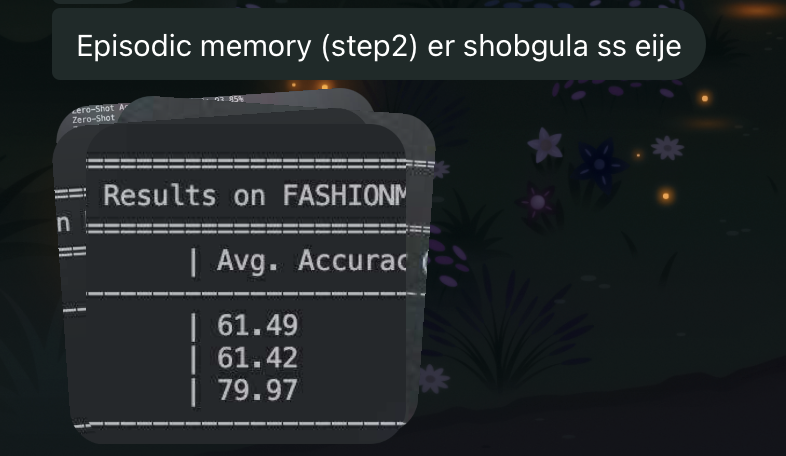 Episodic memory (step2) er shobgula ss eije
Zero-Shot
93.85%
Zero-Shot
n
Results on FASHIONM
| Avg. Accurac
| 61.49
| 61.42
| 79.97